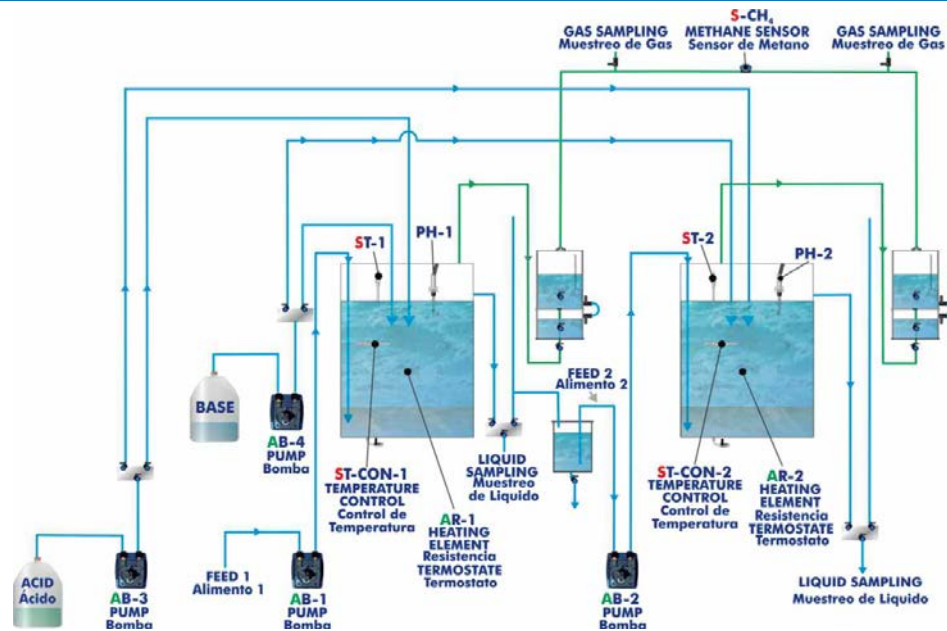 S-CH4
METHANE SENSOR
Sensor de Metano
GAS SAMPLING
Muestreo de Gas
GAS SAMPLING
Muestreo de Gas
ST-1
PH-1
ST-2
PH-2
BASE
AB-4
PUMP
Bomba
ST-CON-1
TEMPERATURE
CONTROL
Control de
Temperatura
AR-1
HEATING
ELEMENT
Resistencia
TERMOSTATE
Termostato
LIQUID
SAMPLING
Muestreo
de Liquido
FEED 2
Alimento 2
ST-CON-2
TEMPERATURE
CONTROL
Control de
Temperatura
AR-2
HEATING
ELEMENT
Resistencia
TERMOSTATE
Termostato
ACID
Ácido
AB-3
PUMP
Bomba
FEED 1
Alimento 1
AB-1
PUMP
Bomba
AB-2
PUMP
Bomba
LIQUID SAMPLING
Muestreo de Liquido